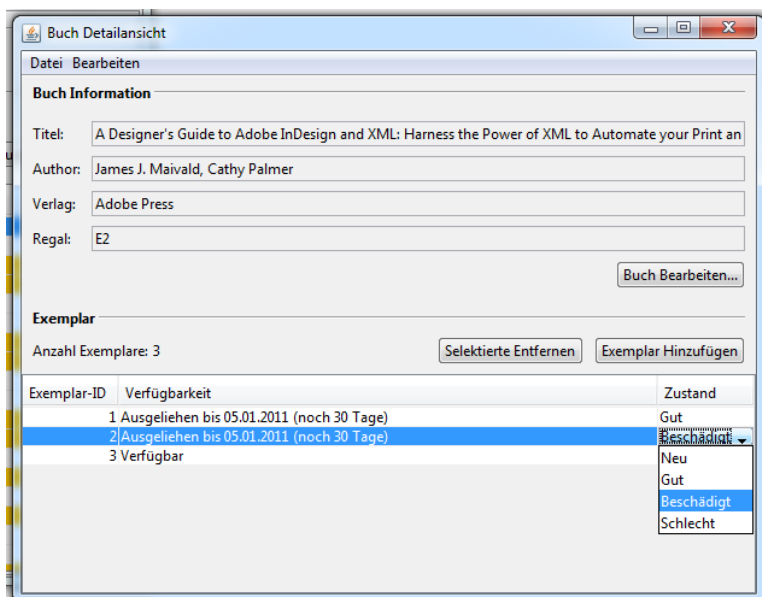 Buch Detailansicht
Datei Bearbeiten
Buch Information
Titel: A Designer's Guide to Adobe InDesign and XML: Harness the Power of XML to Automate your Print an
Author: James J. Maivald, Cathy Palmer
Verlag: Adobe Press
Regal: E2
Buch Bearbeiten...
Exemplar
Anzahl Exemplare: 3 Selektierte Entfernen Exemplar Hinzufügen
Exemplar-ID Verfügbarkeit Zustand
1 Ausgeliehen bis 05.01.2011 (noch 30 Tage) Gut
2 Ausgeliehen bis 05.01.2011 (noch 30 Tage) Beschädigt
3 Verfügbar
Neu
Gut
Beschädigt
Schlecht